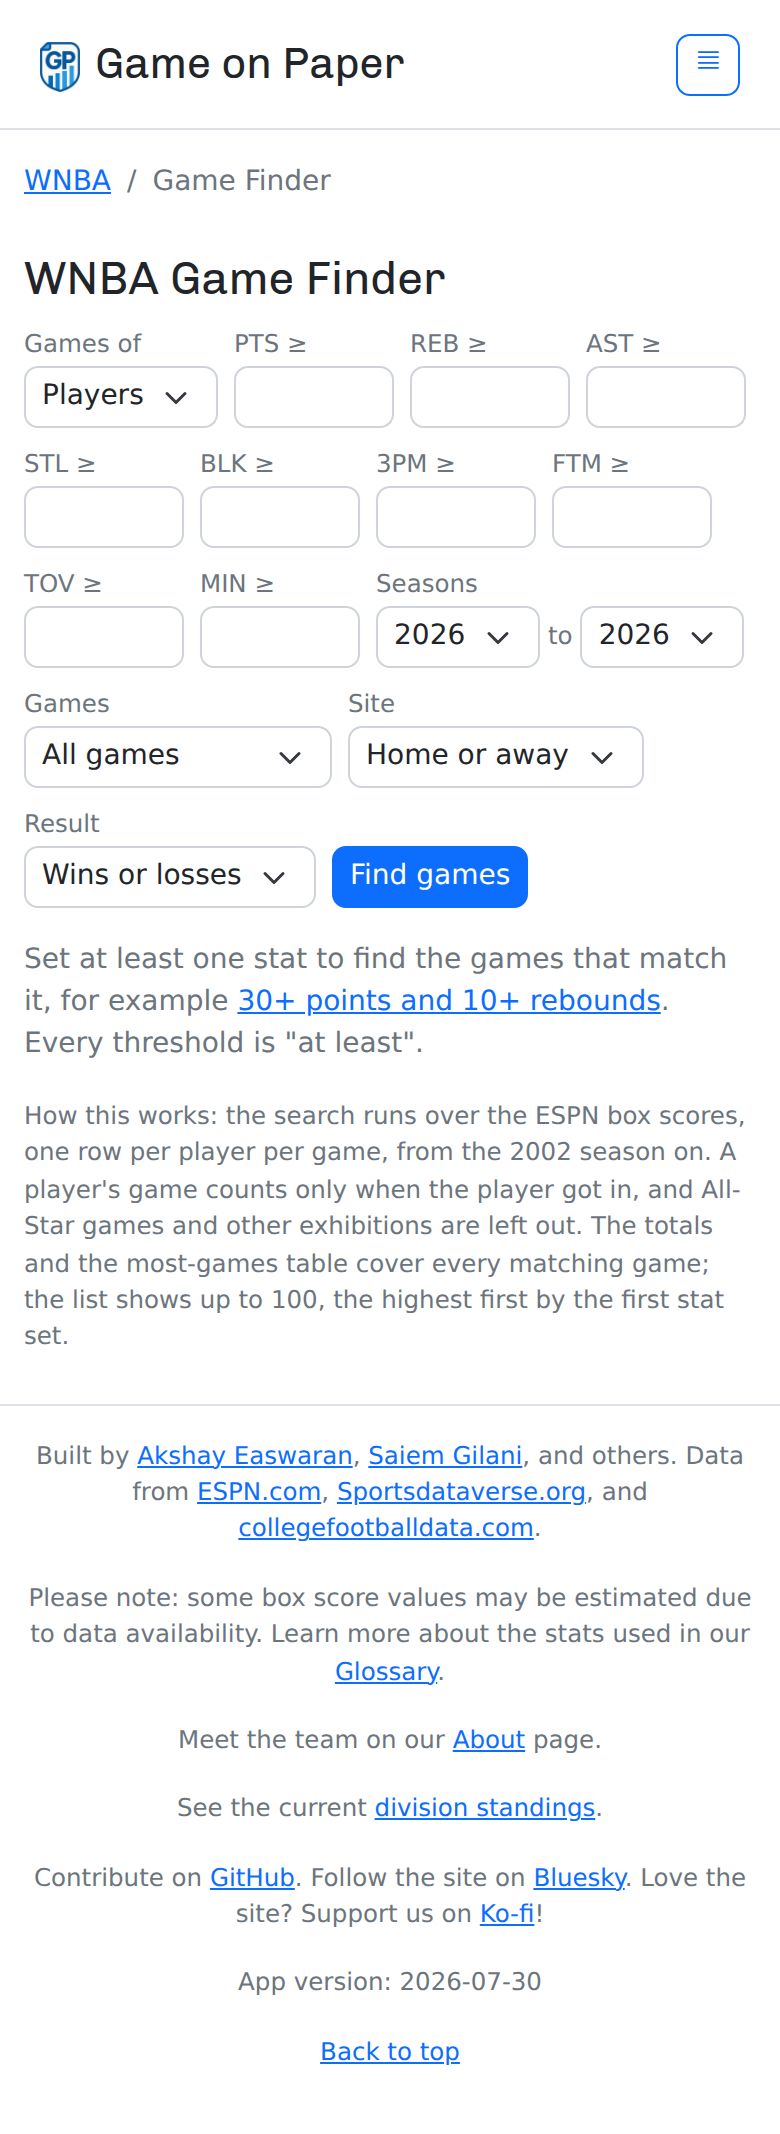 GP Game on Paper
WNBA / Game Finder
WNBA Game Finder
Games of PTS ≥ REB ≥ AST ≥
Players
STL ≥ BLK ≥ 3PM ≥ FTM ≥
TOV ≥ MIN ≥ Seasons
2026 to 2026
Games Site
All games Home or away
Result
Wins or losses Find games
Set at least one stat to find the games that match
it, for example 30+ points and 10+ rebounds.
Every threshold is "at least".
How this works: the search runs over the ESPN box scores,
one row per player per game, from the 2002 season on. A
player's game counts only when the player got in, and All-
Star games and other exhibitions are left out. The totals
and the most-games table cover every matching game;
the list shows up to 100, the highest first by the first stat
set.
Built by Akshay Easwaran, Saiem Gilani, and others. Data
from ESPN.com, Sportsdataverse.org, and
collegefootballdata.com.
Please note: some box score values may be estimated due
to data availability. Learn more about the stats used in our
Glossary.
Meet the team on our About page.
See the current division standings.
Contribute on GitHub. Follow the site on Bluesky. Love the
site? Support us on Ko-fi!
App version: 2026-07-30
Back to top